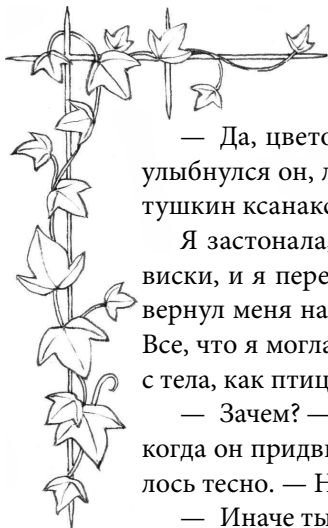 — Да, цвето
улыбнулся он, л
тушкин ксанакс
Я застонала,
виски, и я пере
вернул меня на
Все, что я могла
с тела, как птиц
— Зачем? —
когда он придви
лось тесно. — Н
— Иначе ты